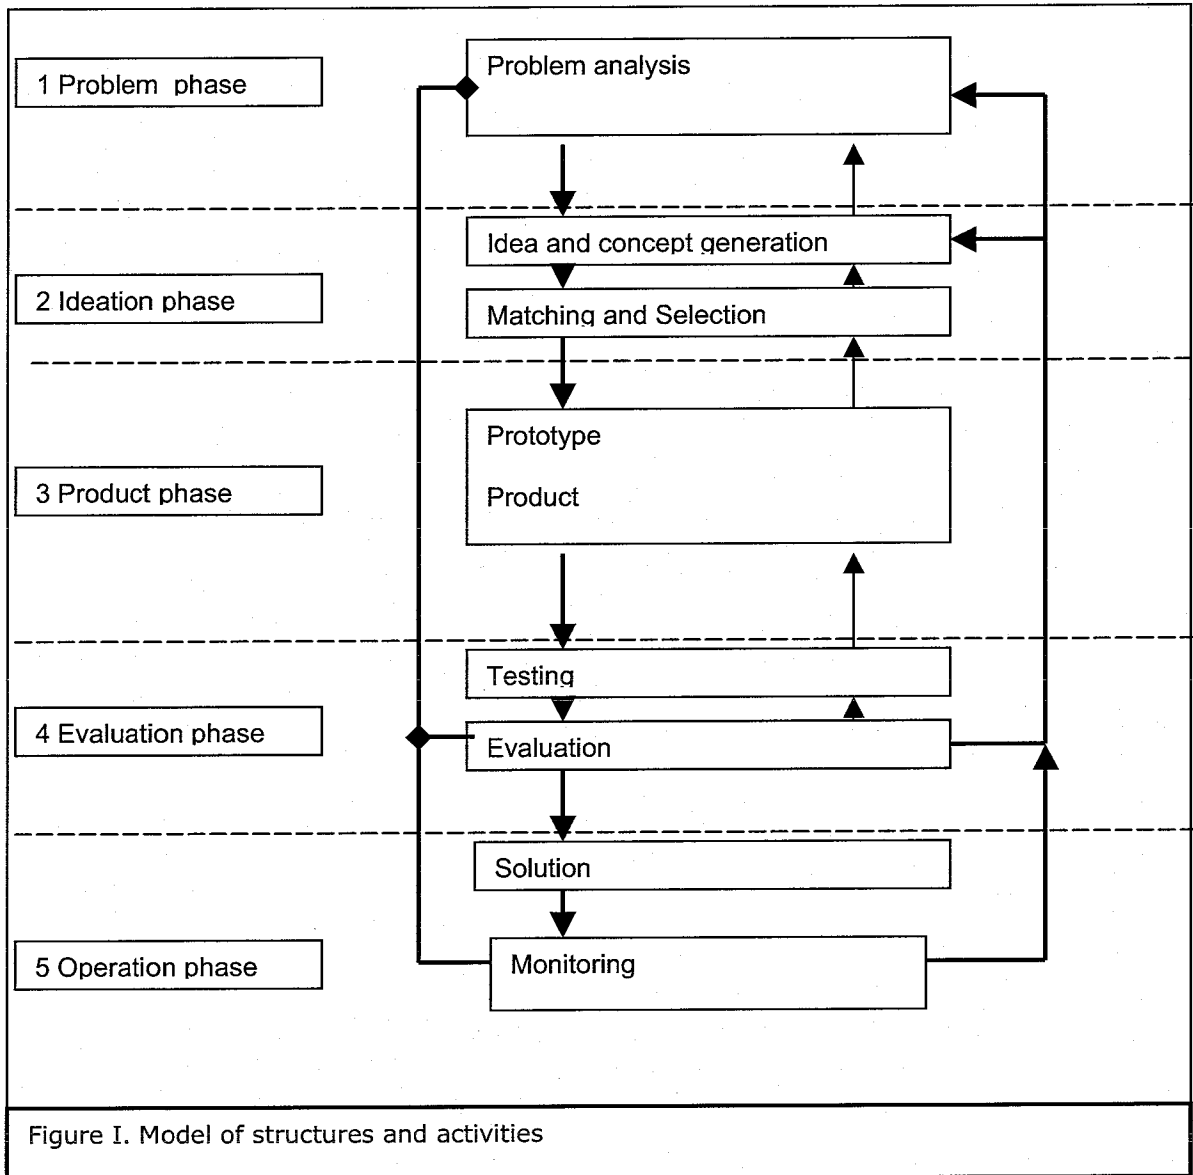 1 Problem phase
Problem analysis
Idea and concept generation
2 Ideation phase
Matching and Selection
Prototype
3 Product phase
Product
Testing
4 Evaluation phase
Evaluation
Solution
5 Operation phase
Monitoring
Figure I. Model of structures and activities